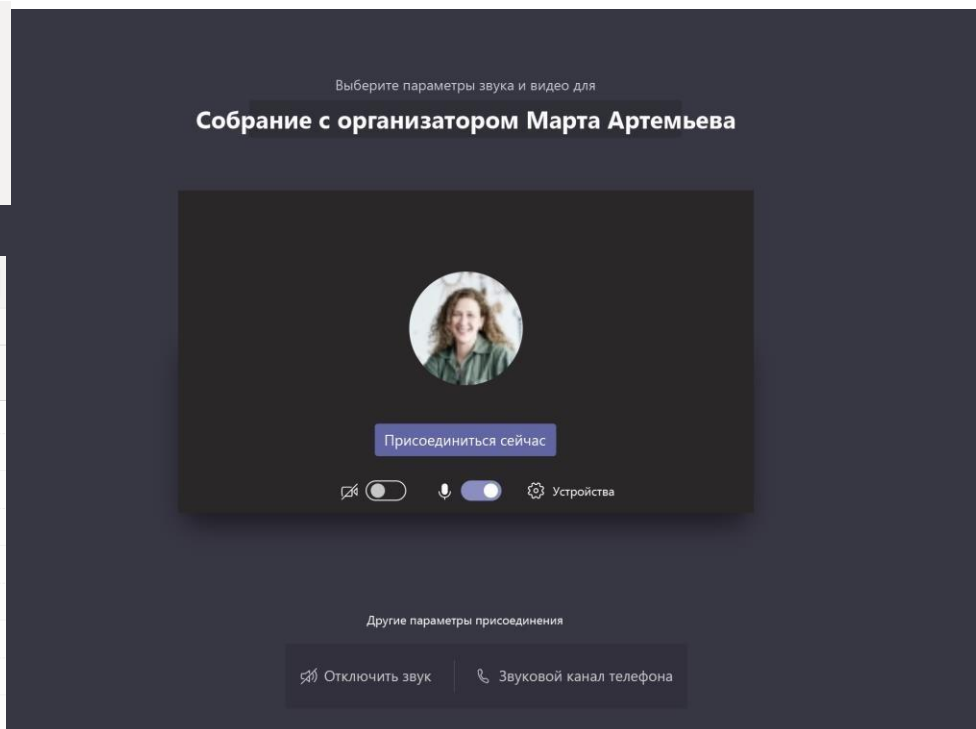 Выберите параметры звука и видео для
Собрание с организатором Марта Артемьева
Присоединиться сейчас
Устройства
Другие параметры присоединения
Отключить звук
Звуковой канал телефона